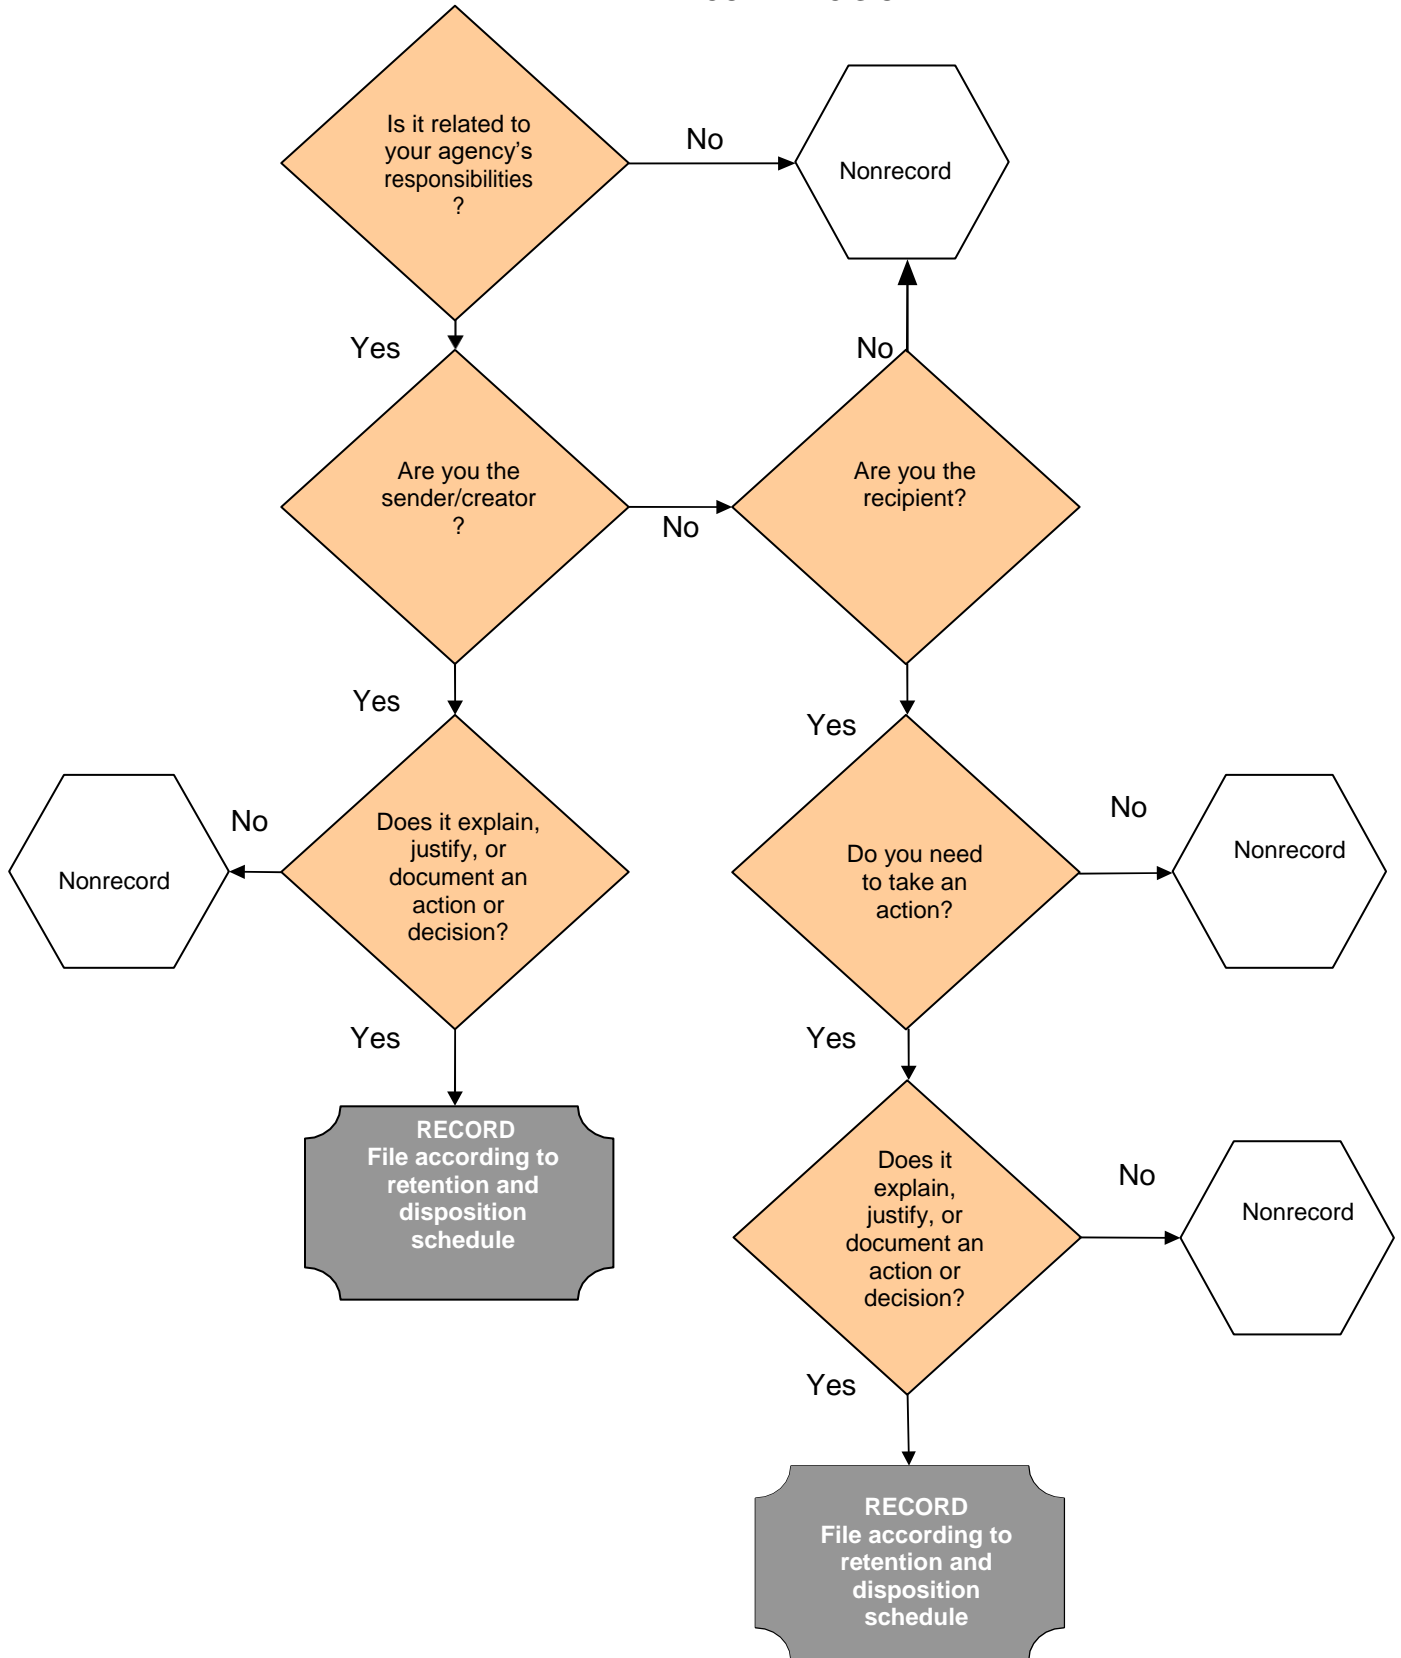 Is it related to
your agency's
responsibilities
?
No
Nonrecord
Yes
No
Are you the
sender/creator
?
No
Are you the
recipient?
Yes
Yes
No
Nonrecord
Does it explain,
justify, or
document an
action or
decision?
Do you need
to take an
action?
No
Nonrecord
Yes
Yes
RECORD
File according to
retention and
disposition
schedule
Does it
explain,
justify, or
document an
action or
decision?
No
Nonrecord
Yes
RECORD
File according to
retention and
disposition
schedule